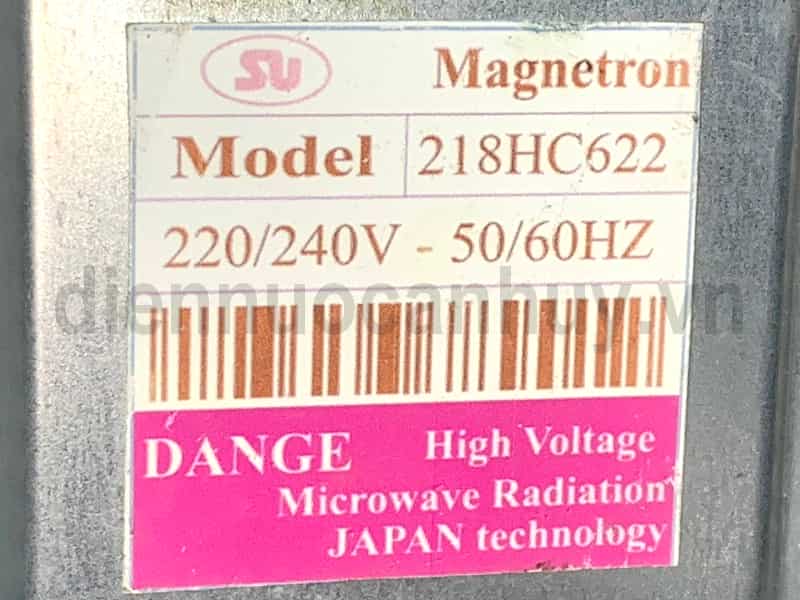 SU Magnetron
Model 218HC622
220/240V - 50/60HZ
diennuocanhuy.vn
DANGE High Voltage
Microwave Radiation
JAPAN technology